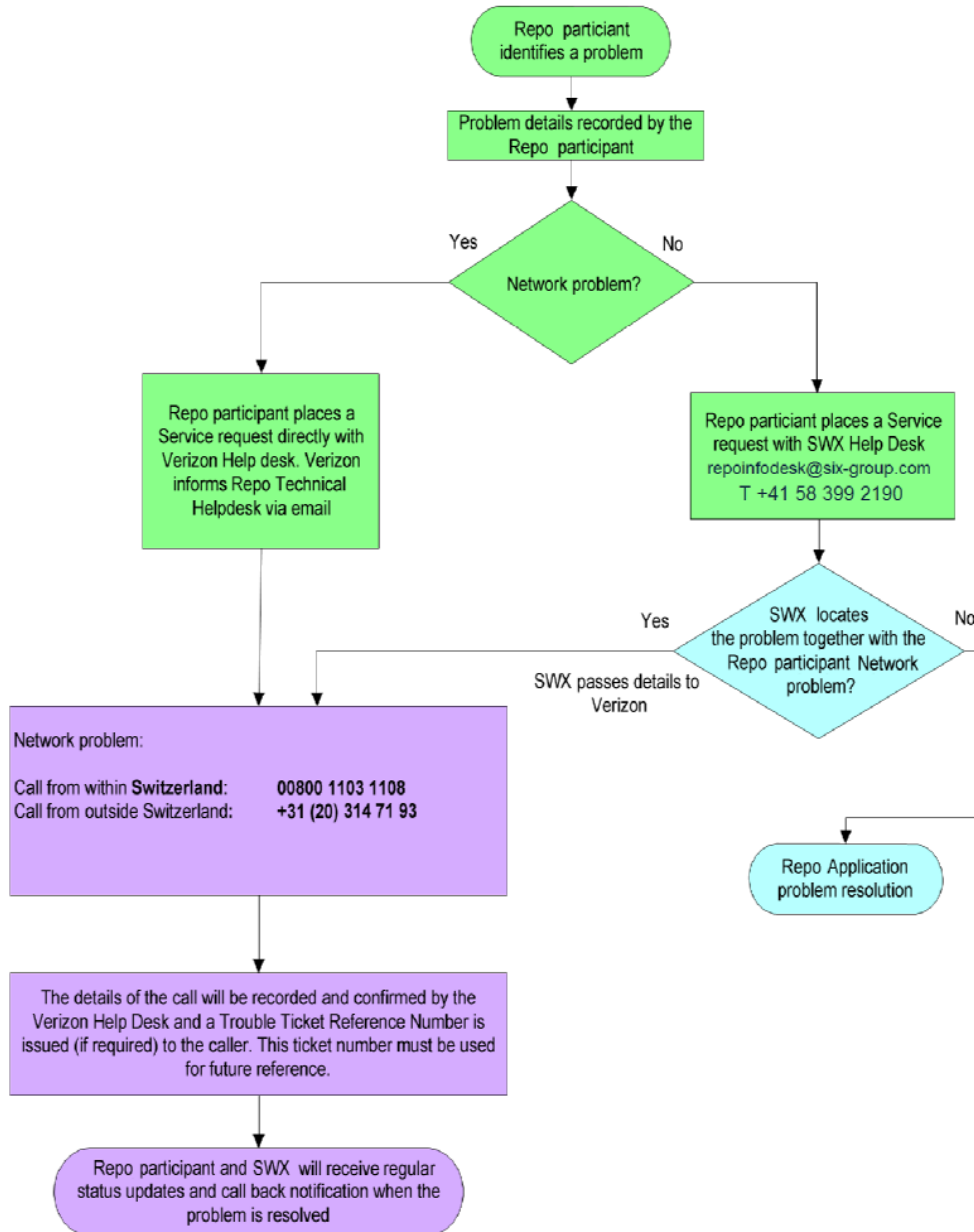 Repo particiant
identifies a problem
Problem details recorded by the
Repo participant
Yes
No
Network problem?
Repo participant places a
Service request directly with
Verizon Help desk. Verizon
informs Repo Technical
Helpdesk via email
Repo particiant places a Service
request with SWX Help Desk
repoinfodesk@six-group.com
T +41 58 399 2190
Yes
SWX locates
the problem together with the
Repo participant Network
problem?
No
SWX passes details to
Verizon
Network problem:
Call from within Switzerland: 00800 1103 1108
Call from outside Switzerland: +31 (20) 314 71 93
Repo Application
problem resolution
The details of the call will be recorded and confirmed by the
Verizon Help Desk and a Trouble Ticket Reference Number is
issued (if required) to the caller. This ticket number must be used
for future reference.
Repo participant and SWX will receive regular
status updates and call back notification when the
problem is resolved